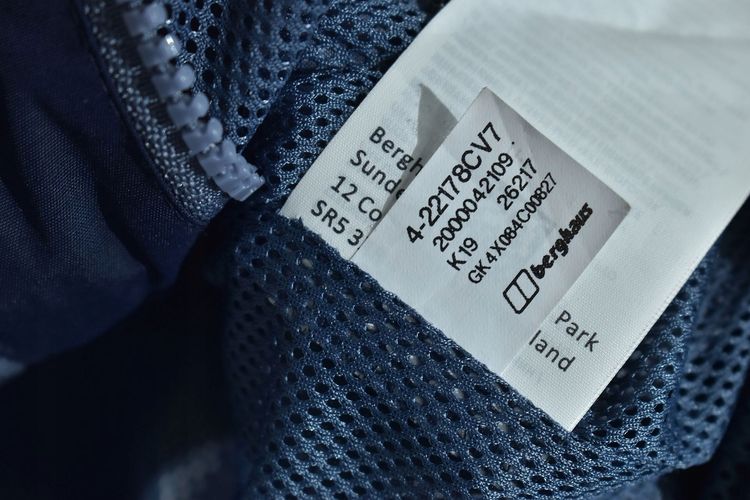 4-22178CV7
2000042109.
K19 26217
GK4X084C00827
berghaus
Bergh
Sunde
12 Co
SR5 3
Park
land